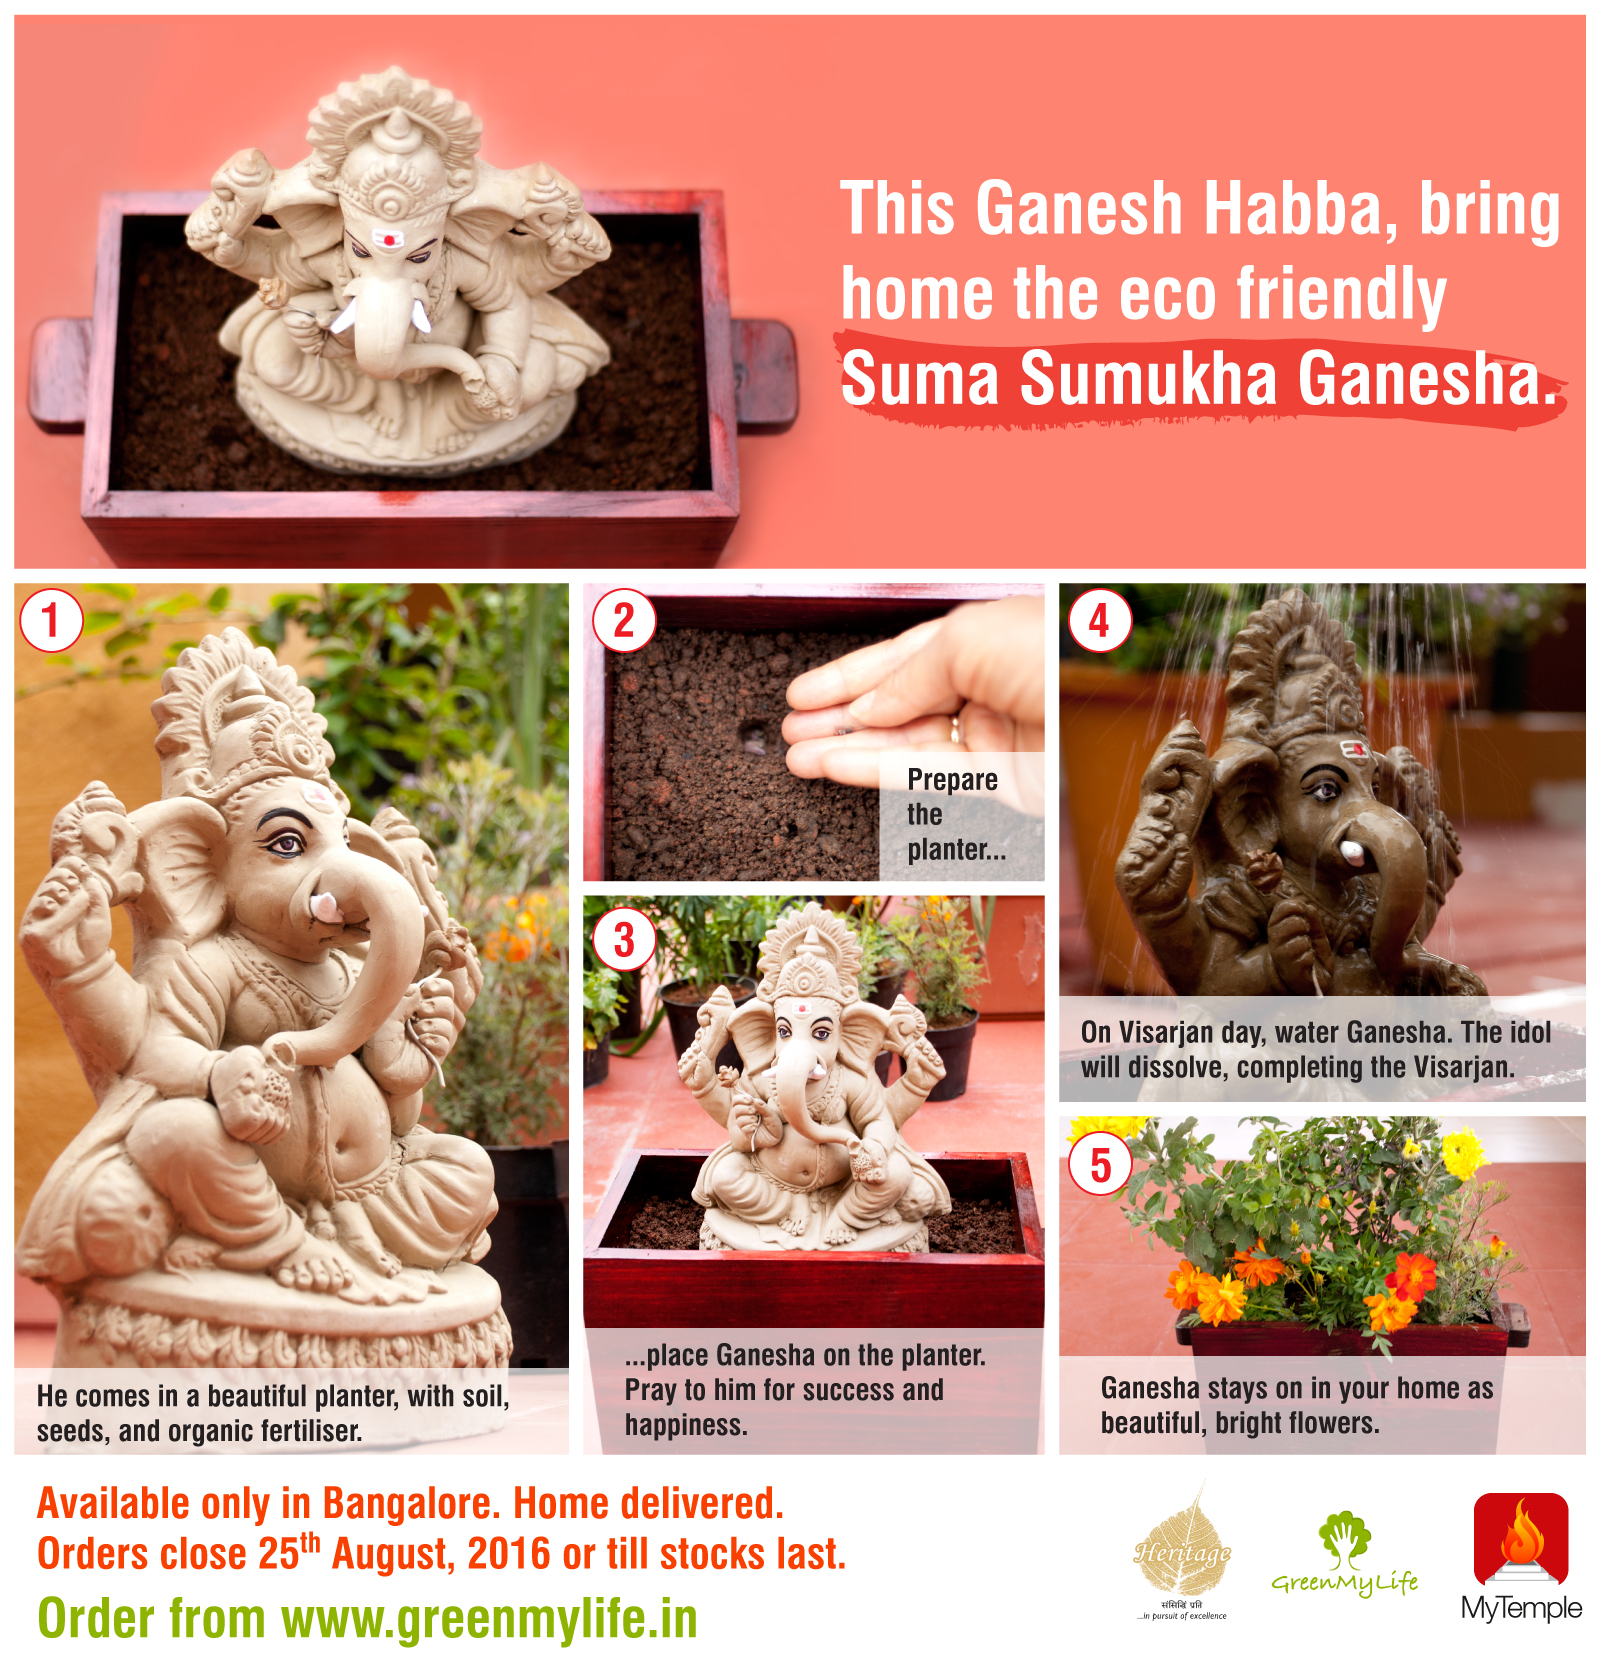 This Ganesh Habba, bring
home the eco friendly
Suma Sumukha Ganesha.
1
He comes in a beautiful planter, with soil,
seeds, and organic fertiliser.
2
Prepare
the
planter...
3
...place Ganesha on the planter.
Pray to him for success and
happiness.
4
On Visarjan day, water Ganesha. The idol
will dissolve, completing the Visarjan.
5
Ganesha stays on in your home as
beautiful, bright flowers.
Available only in Bangalore. Home delivered.
Orders close 25th August, 2016 or till stocks last.
Order from www.greenmylife.in
Heritage
संसिद्धिं प्रति
...in pursuit of excellence
GreenMyLife
MyTemple